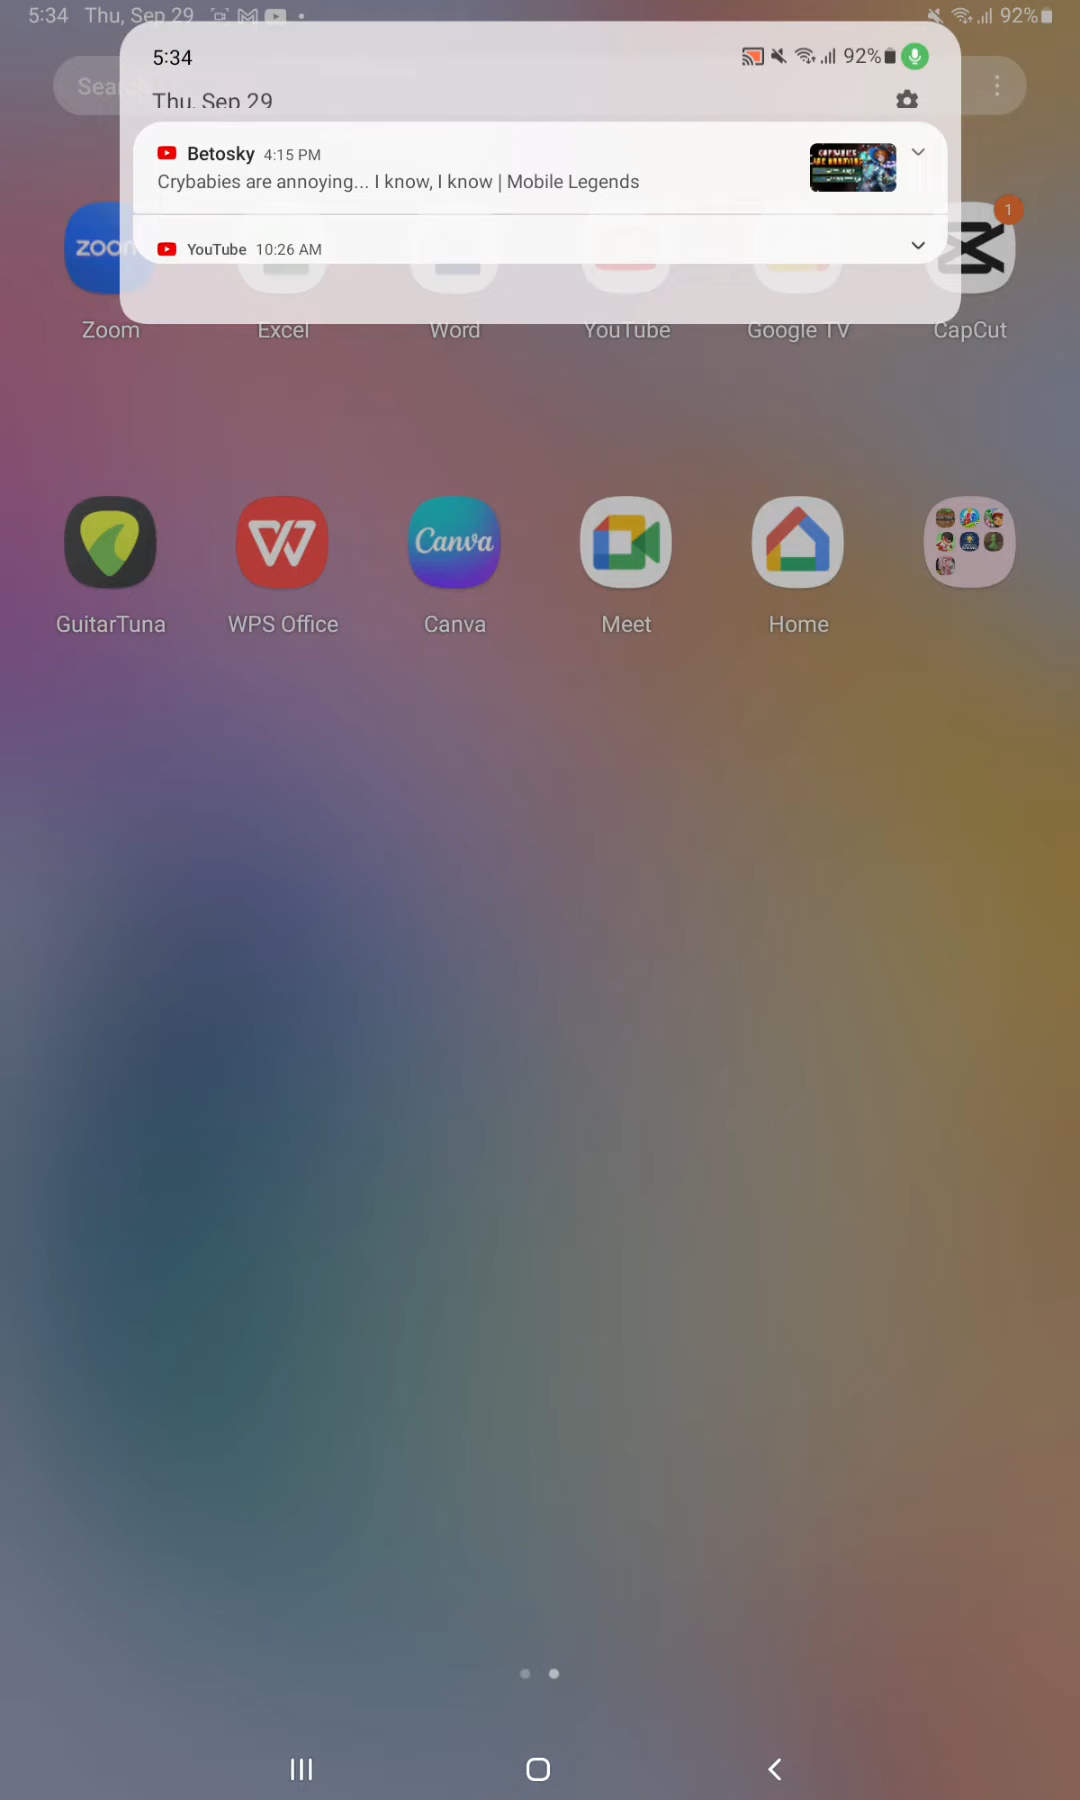 5:34 Thu, Sep 29 92%
5:34 92%
Thu, Sep 29
Betosky 4:15 PM
Crybabies are annoying... I know, I know | Mobile Legends
YouTube 10:26 AM
1
Zoom Excel Word YouTube Google TV CapCut
Canva
GuitarTuna WPS Office Canva Meet Home